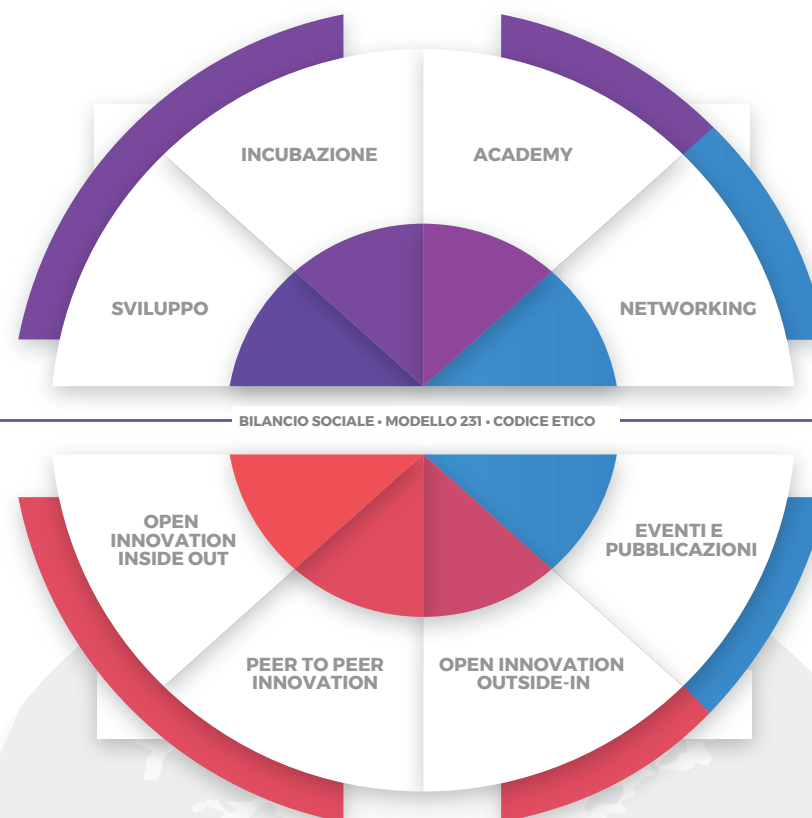 INCUBAZIONE
ACADEMY
SVILUPPO
NETWORKING
BILANCIO SOCIALE • MODELLO 231 • CODICE ETICO
OPEN
INNOVATION
INSIDE OUT
EVENTI E
PUBBLICAZIONI
PEER TO PEER
INNOVATION
OPEN INNOVATION
OUTSIDE-IN